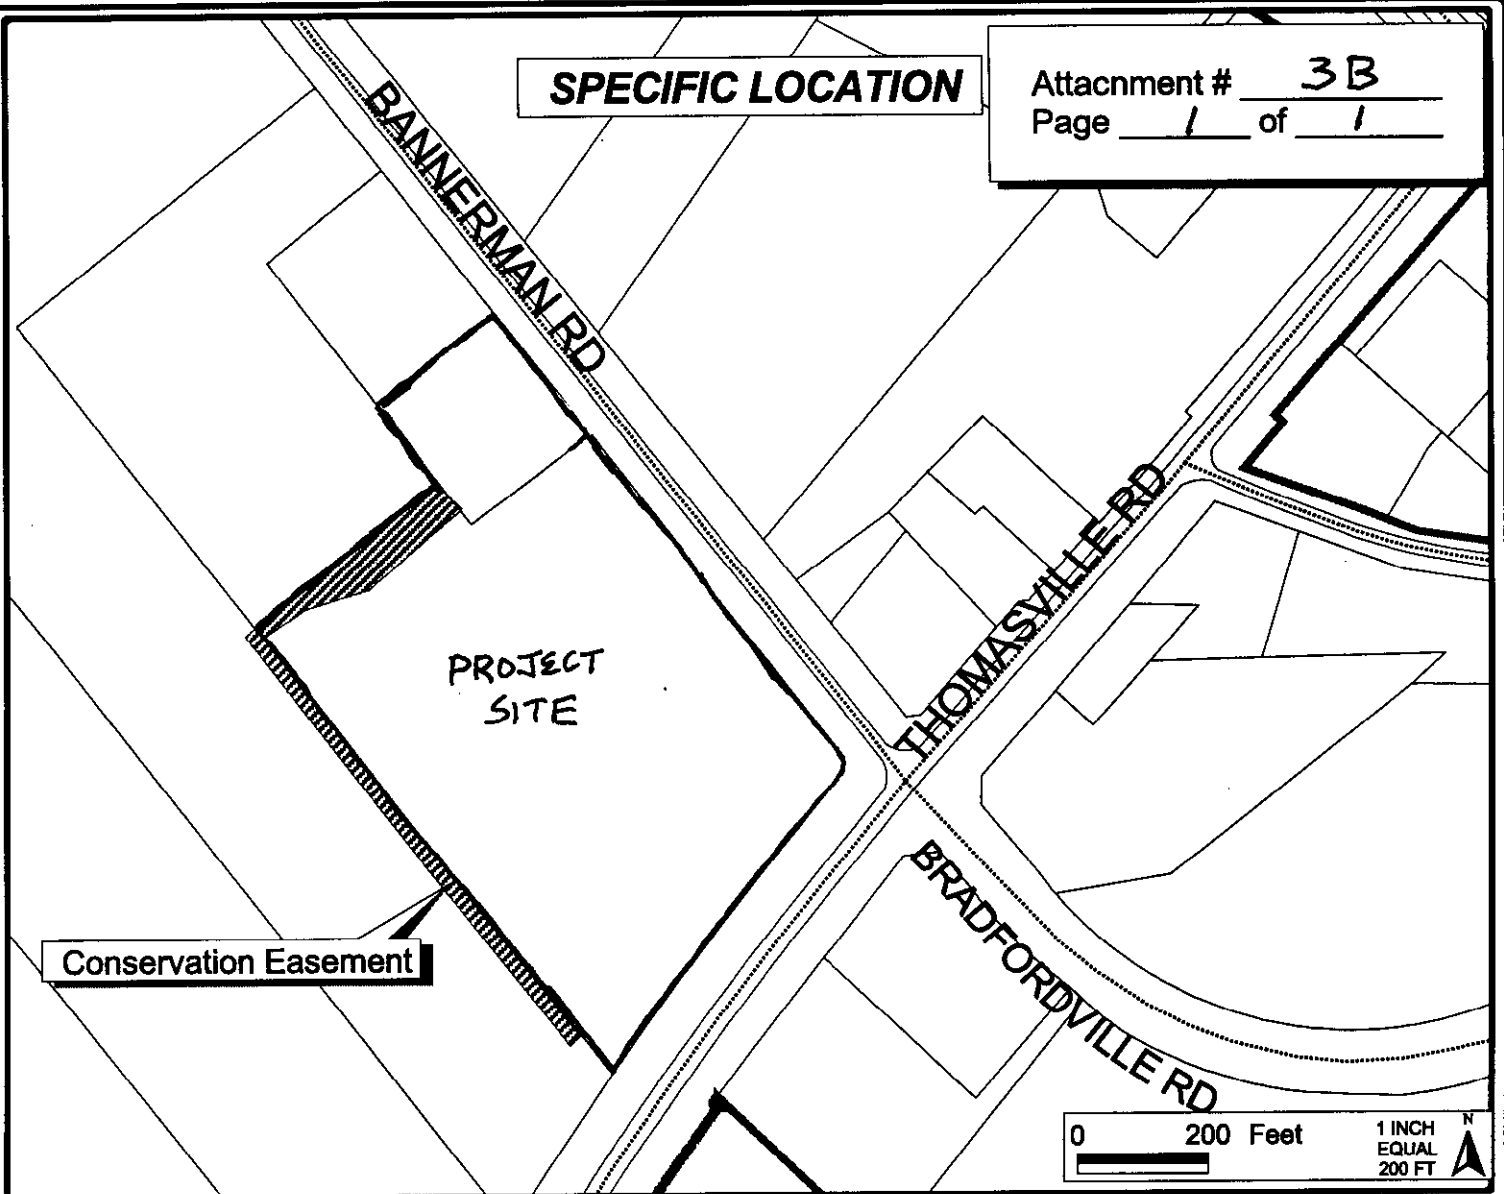 SPECIFIC LOCATION
Attacnment # 3B
Page 1 of 1
BANNERMAN RD
THOMASVILLE RD
PROJECT
SITE
BRADFORDVILLE RD
Conservation Easement
0 200 Feet
1 INCH
EQUAL
200 FT
N